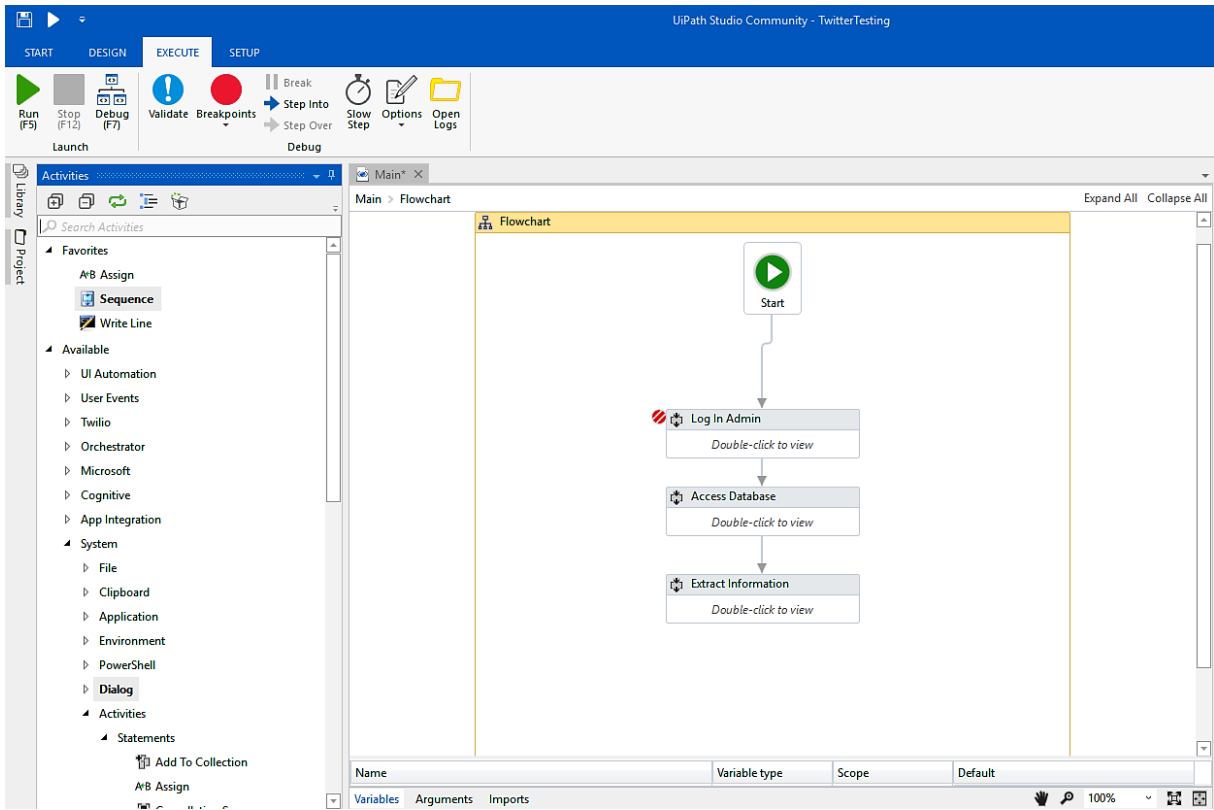 UiPath Studio Community - TwitterTesting
START DESIGN EXECUTE SETUP
Run (F5)
Stop (F12)
Debug (F7)
Launch
Validate
Breakpoints
Break
Step Into
Step Over
Slow Step
Options
Open Logs
Debug
Library
Project
Activities
Search Activities
Favorites
A+B Assign
Sequence
Write Line
Available
UI Automation
User Events
Twilio
Orchestrator
Microsoft
Cognitive
App Integration
System
File
Clipboard
Application
Environment
PowerShell
Dialog
Activities
Statements
Add To Collection
A+B Assign
Main*
Main > Flowchart
Expand All Collapse All
Flowchart
Start
Log In Admin
Double-click to view
Access Database
Double-click to view
Extract Information
Double-click to view
Name Variable type Scope Default
Variables Arguments Imports
100%